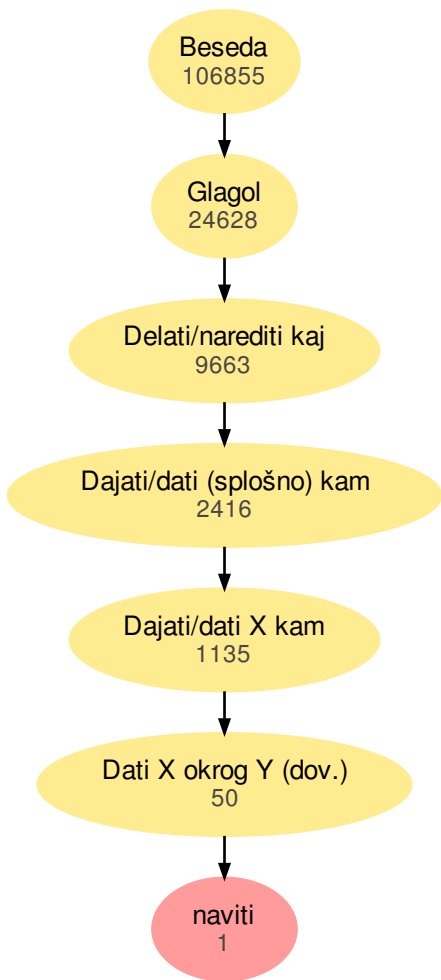 Beseda
106855
Glagol
24628
Delati/narediti kaj
9663
Dajati/dati (splošno) kam
2416
Dajati/dati X kam
1135
Dati X okrog Y (dov.)
50
naviti
1